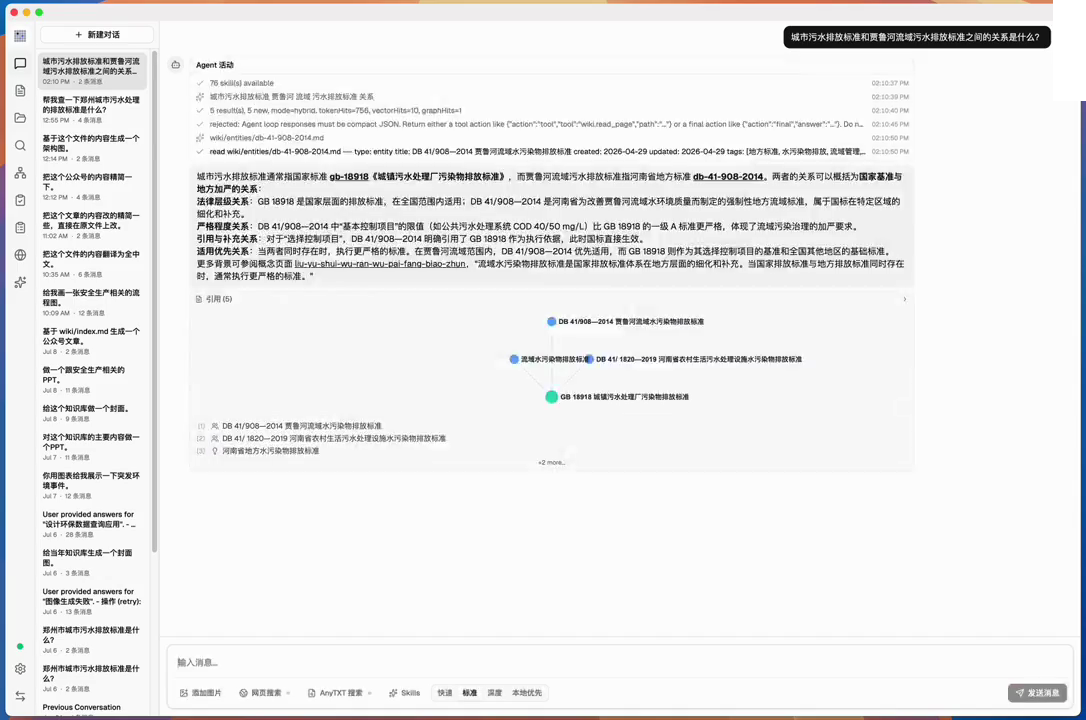 新建对话
城市污水排放标准和贾鲁河流
域污水排放标准之间的关系...
02:10 PM · 2 条消息
帮我查一下郑州城市污水处理
的排放标准是什么?
12:55 PM · 4 条消息
基于这个文件的内容生成一个
架构图。
12:14 PM · 2 条消息
把这个公众号的内容精简一
下。
12:12 PM · 4 条消息
把这个文章的内容改的精简一
些，直接在原文件上改。
11:02 AM · 2 条消息
把这个文件的内容翻译为全中
文。
10:35 AM · 6 条消息
给我画一张安全生产相关的流
程图。
10:09 AM · 12 条消息
基于 wiki/index.md 生成一个
公众号文章。
Jul 8 · 2 条消息
做一个跟安全生产相关的
PPT。
Jul 8 · 11 条消息
给这个知识库做一个封面。
Jul 8 · 9 条消息
对这个知识库的主要内容做一
个PPT。
Jul 7 · 11 条消息
你用图表给我展示一下突发环
境事件。
Jul 7 · 12 条消息
User provided answers for
"设计环保数据查询应用". - ...
Jul 6 · 28 条消息
给当年知识库生成一个封面
图。
Jul 6 · 3 条消息
User provided answers for
"图像生成失败". - 操作 (retry):
Jul 6 · 13 条消息
郑州市城市污水排放标准是什
么?
Jul 6 · 2 条消息
郑州市城市污水排放标准是什
么?
Jul 6 · 2 条消息
Previous Conversation
城市污水排放标准和贾鲁河流域污水排放标准之间的关系是什么?
Agent 活动
76 skill(s) available 02:10:37 PM
城市污水排放标准 贾鲁河 流域 污水排放标准 关系 02:10:39 PM
5 result(s), 5 new, mode=hybrid, tokenHits=756, vectorHits=10, graphHits=1 02:10:40 PM
rejected: Agent loop responses must be compact JSON. Return either a tool action like {"action":"tool","tool":"wiki.read_page","path":"..."} or a final action like {"action":"final","answer":"..."}. Do n... 02:10:45 PM
wiki/entities/db-41-908-2014.md 02:10:50 PM
read wiki/entities/db-41-908-2014.md — type: entity title: DB 41/908—2014 贾鲁河流域水污染物排放标准 created: 2026-04-29 updated: 2026-04-29 tags: [地方标准, 水污染物排放, 流域管理,... 02:10:50 PM
城市污水排放标准通常指国家标准 gb-18918《城镇污水处理厂污染物排放标准》，而贾鲁河流域污水排放标准指河南省地方标准 db-41-908-2014。两者的关系可以概括为国家基准与
地方加严的关系：
法律层级关系：GB 18918 是国家层面的排放标准，在全国范围内适用；DB 41/908—2014 是河南省为改善贾鲁河流域水环境质量而制定的强制性地方流域标准，属于国标在特定区域的
细化和补充。
严格程度关系：DB 41/908—2014 中"基本控制项目"的限值（如公共污水处理系统 COD 40/50 mg/L）比 GB 18918 的一级 A 标准更严格，体现了流域污染治理的加严要求。
引用与补充关系：对于"选择控制项目"，DB 41/908—2014 明确引用了 GB 18918 作为执行依据，此时国标直接生效。
适用优先关系：当两者同时存在时，执行更严格的标准。在贾鲁河流域范围内，DB 41/908—2014 优先适用，而 GB 18918 则作为其选择控制项目的基准和全国其他地区的基础标准。
更多背景可参阅概念页面 liu-yu-shui-wu-ran-wu-pai-fang-biao-zhun，"流域水污染物排放标准是国家排放标准体系在地方层面的细化和补充。当国家排放标准与地方排放标准同时存在
时，通常执行更严格的标准。"
引用 (5)
DB 41/908—2014 贾鲁河流域水污染物排放标准
流域水污染物排放标准
DB 41/ 1820—2019 河南省农村生活污水处理设施水污染物排放标准
GB 18918 城镇污水处理厂污染物排放标准
[1] DB 41/908—2014 贾鲁河流域水污染物排放标准
[2] DB 41/ 1820—2019 河南省农村生活污水处理设施水污染物排放标准
[3] 河南省地方水污染物排放标准
+2 more...
输入消息...
添加图片 网页搜索 AnyTXT 搜索 Skills 快速 标准 深度 本地优先 发送消息